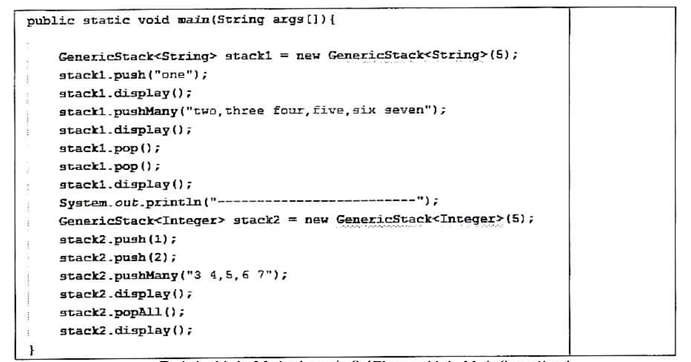 public static void main(String args[]){
GenericStack<String> stack1 = new GenericStack<String>(5);
stack1.push("one");
stack1.display();
stack1.pushMany("two,three four,five,six seven");
stack1.display();
stack1.pop();
stack1.pop();
stack1.display();
System.out.println("-------------------------");
GenericStack<Integer> stack2 = new GenericStack<Integer>(5);
stack2.push(1);
stack2.push(2);
stack2.pushMany("3 4,5,6 7");
stack2.display();
stack2.popAll();
stack2.display();
}